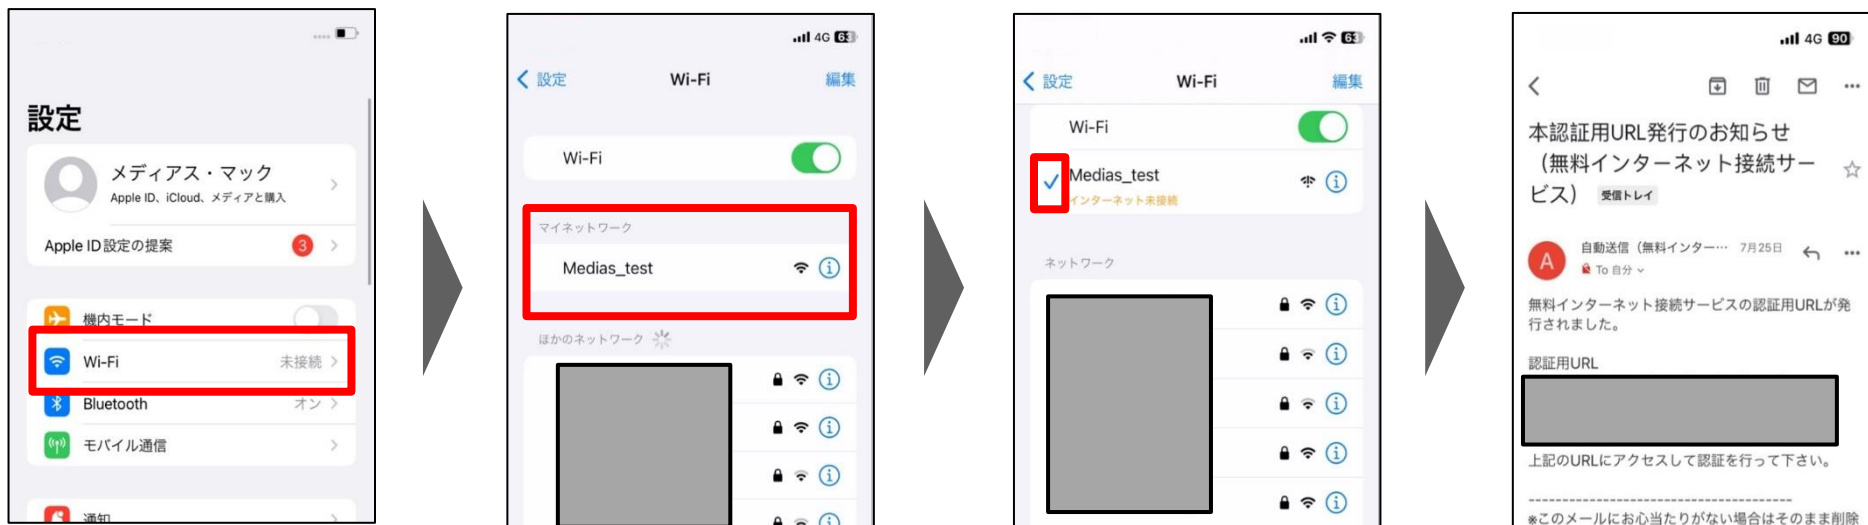 設定
メディアス・マック
Apple ID、iCloud、メディアと購入
Apple ID設定の提案
3
機内モード
Wi-Fi
未接続
Bluetooth
オン
モバイル通信
通知
4G 63
設定
Wi-Fi
編集
Wi-Fi
マイネットワーク
Medias_test
ほかのネットワーク
63
設定
Wi-Fi
編集
Wi-Fi
Medias_test
インターネット未接続
ネットワーク
4G 90
本認証用URL発行のお知らせ
(無料インターネット接続サー
ビス) 受信トレイ
A
自動送信(無料インター… 7月25日
To 自分
無料インターネット接続サービスの認証用URLが発
行されました。
認証用URL
上記のURLにアクセスして認証を行って下さい。
----------------------------------------
※このメールにお心当たりがない場合はそのまま削除